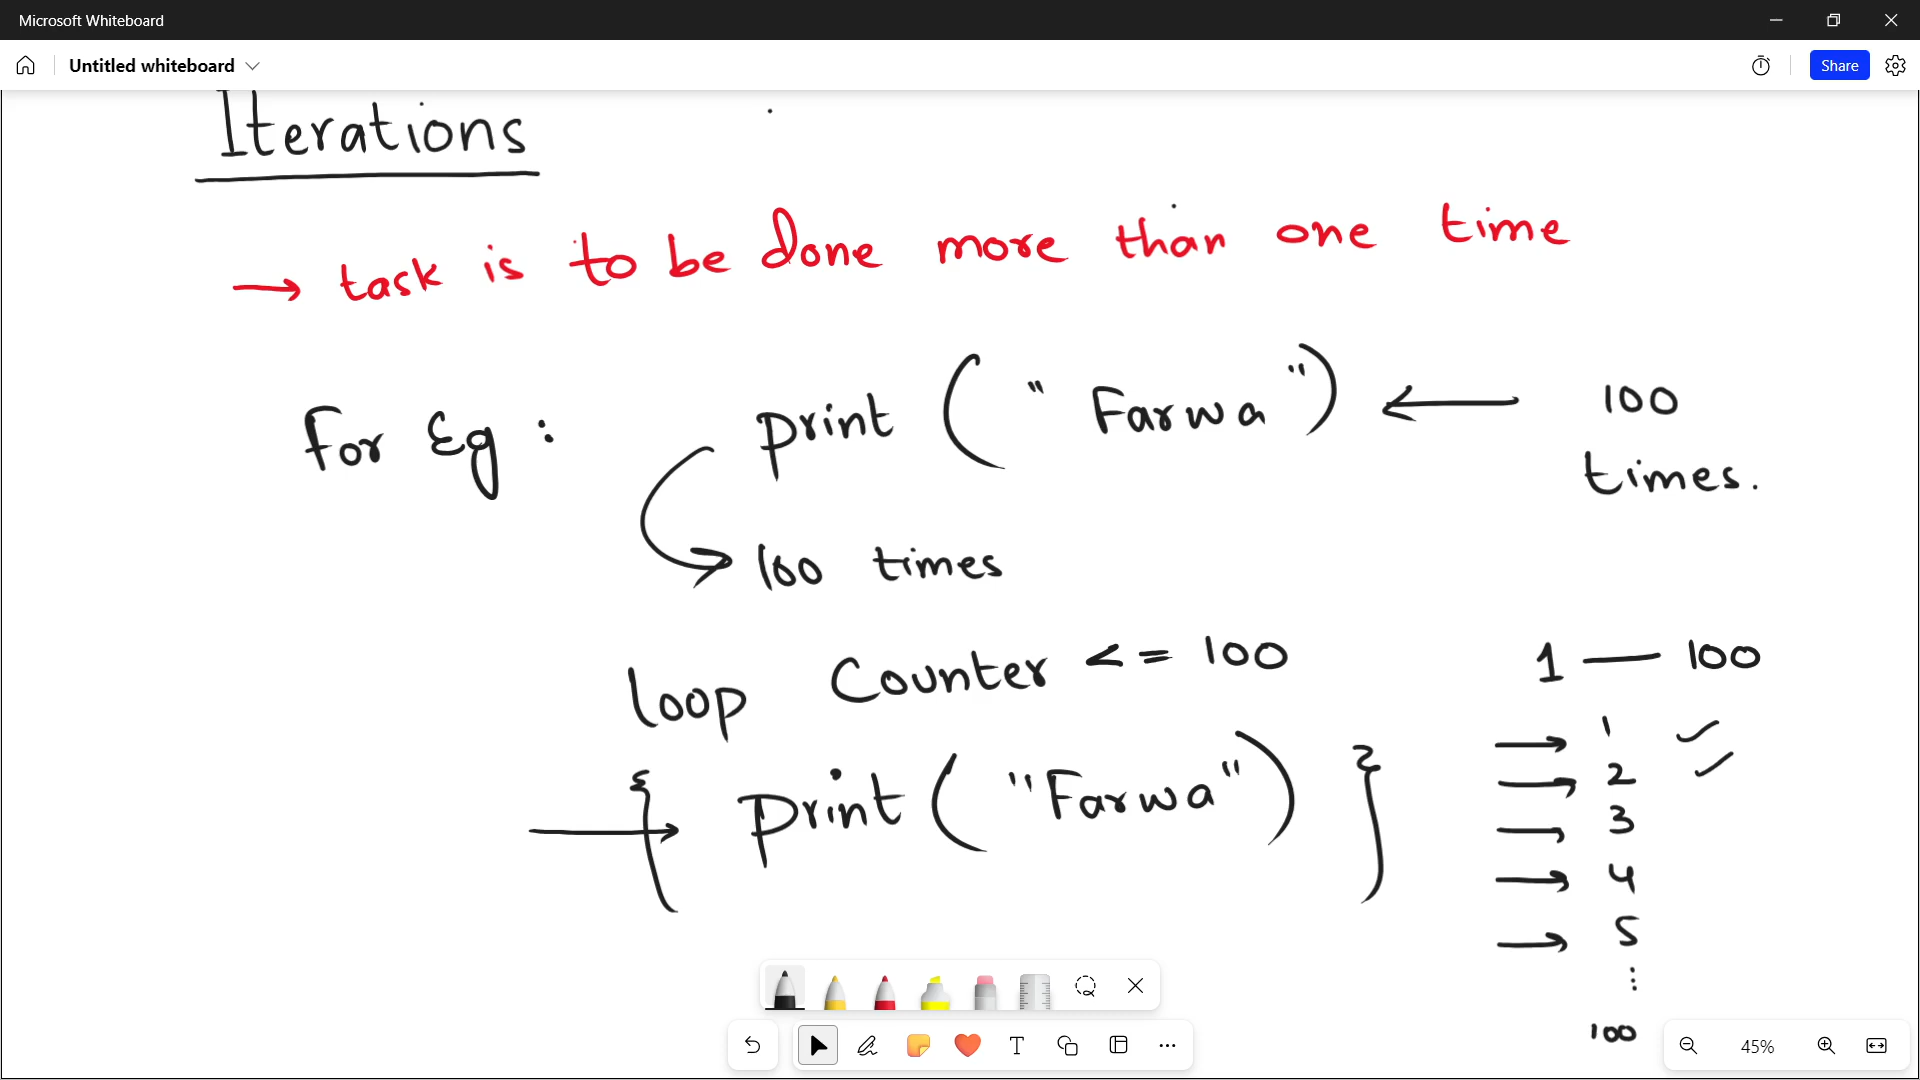 Microsoft Whiteboard
Untitled whiteboard
Share
Iterations
→ task is to be done more than one time
For Eg : print ( " Farwa " ) ← 100
times.
100 times
loop Counter <= 100
1 — 100
{ print ( "Farwa" ) }
→ 1 ✓
→ 2 ✓
→ 3
→ 4
→ 5
⋮
100
45%